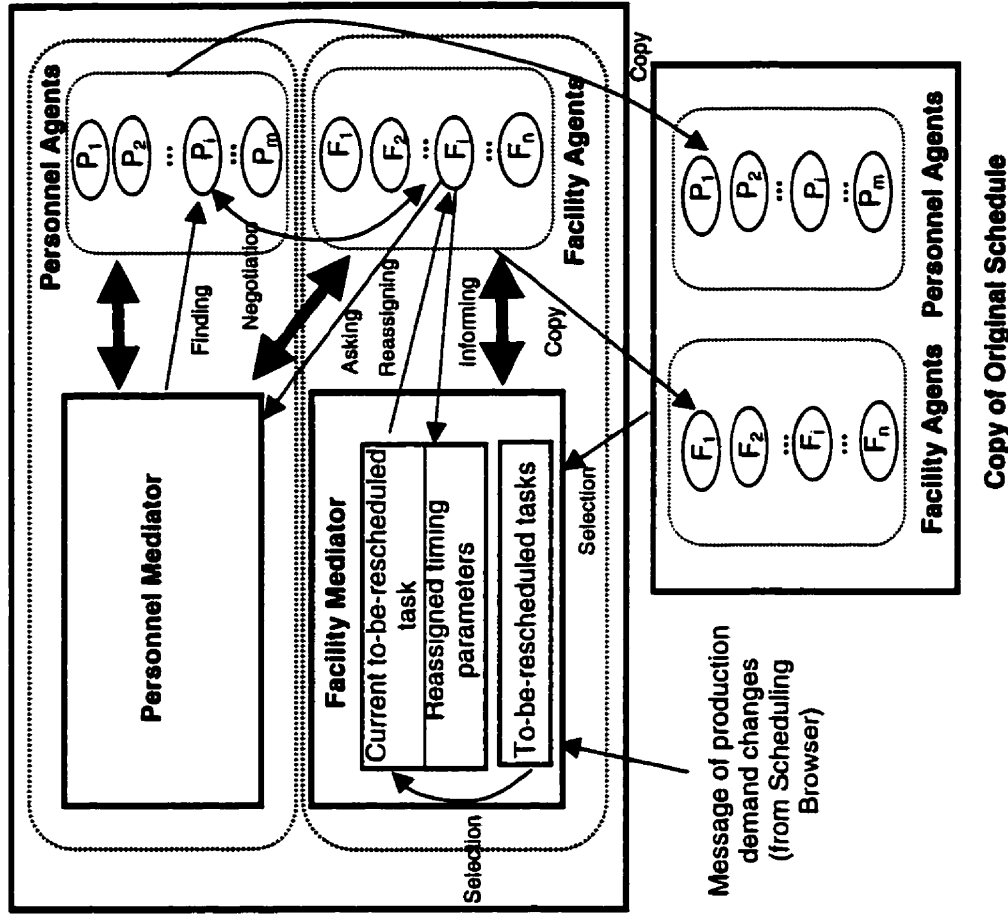 Personnel Agents
P1
P2
...
Pi
...
Pm
Personnel Mediator
Finding
Negotiation
Facility Mediator
Current to-be-rescheduled
task
Reassigned timing
parameters
To-be-rescheduled tasks
Selection
Asking
Reassigning
Informing
Copy
F1
F2
...
Fi
...
Fn
Facility Agents
Copy
Selection
Message of production
demand changes
(from Scheduling
Browser)
F1
F2
...
Fi
...
Fn
Facility Agents
P1
P2
...
Pi
...
Pm
Personnel Agents
Copy of Original Schedule